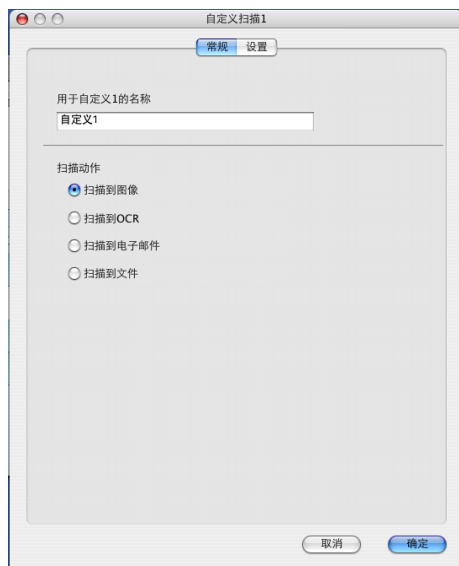 自定义扫描1
常规 设置
用于自定义1的名称
自定义1
扫描动作
扫描到图像
扫描到OCR
扫描到电子邮件
扫描到文件
取消 确定